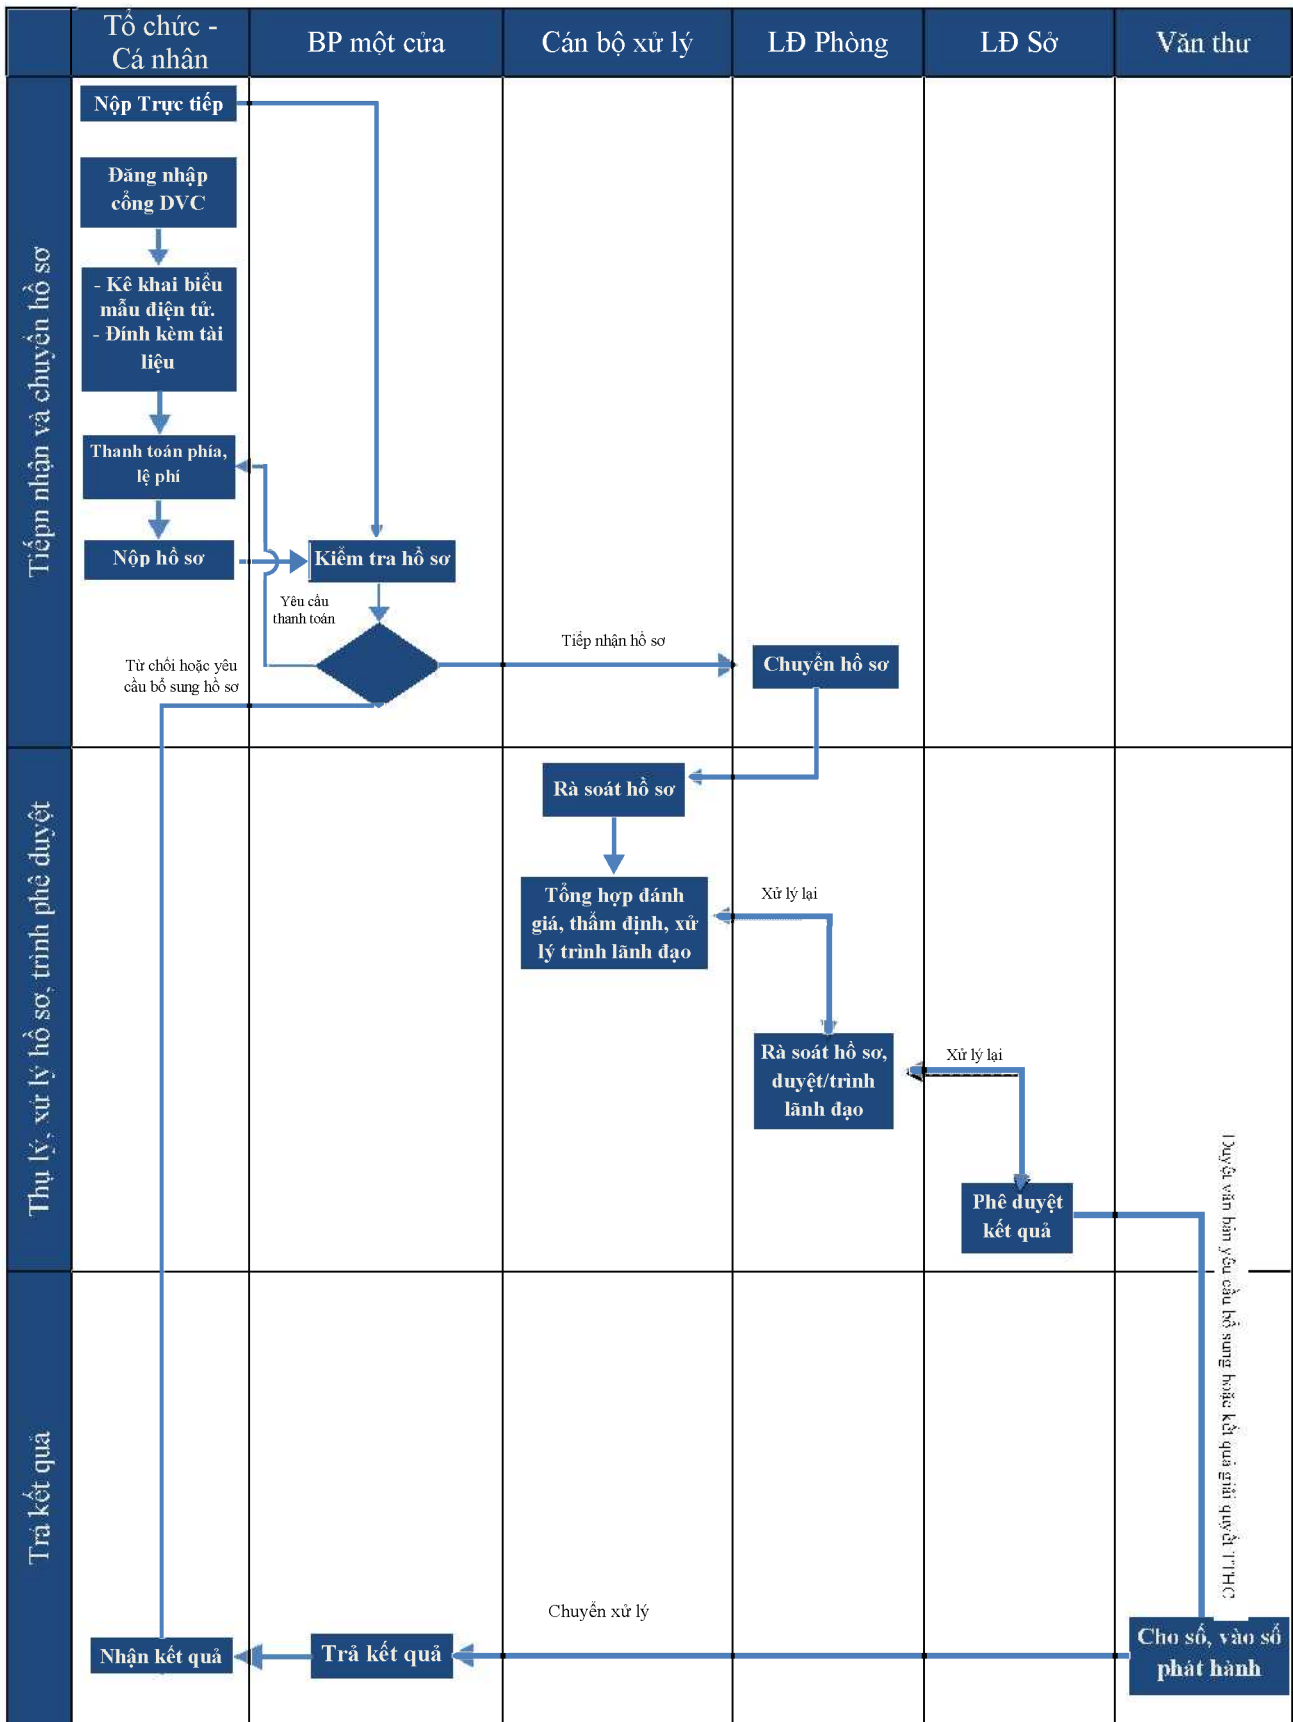 Tổ chức -
Cá nhân
BP một cửa
Cán bộ xử lý
LĐ Phòng
LĐ Sở
Văn thư
Tiếpn nhận và chuyển hồ sơ
Nộp Trực tiếp
Đăng nhập
cổng DVC
- Kê khai biểu
mẫu điện tử.
- Đính kèm tài
liệu
Thanh toán phía,
lệ phí
Nộp hồ sơ
Kiểm tra hồ sơ
Yêu cầu
thanh toán
Tiếp nhận hồ sơ
Chuyển hồ sơ
Từ chối hoặc yêu
cầu bổ sung hồ sơ
Thụ lý, xử lý hồ sơ, trình phê duyệt
Rà soát hồ sơ
Tổng hợp đánh
giá, thẩm định, xử
lý trình lãnh đạo
Xử lý lại
Rà soát hồ sơ,
duyệt/trình
lãnh đạo
Xử lý lại
Phê duyệt
kết quả
Duyệt văn bản yêu cầu bổ sung hoặc kết quả giải quyết TTHC
Trả kết quả
Chuyển xử lý
Nhận kết quả
Trả kết quả
Cho số, vào số
phát hành